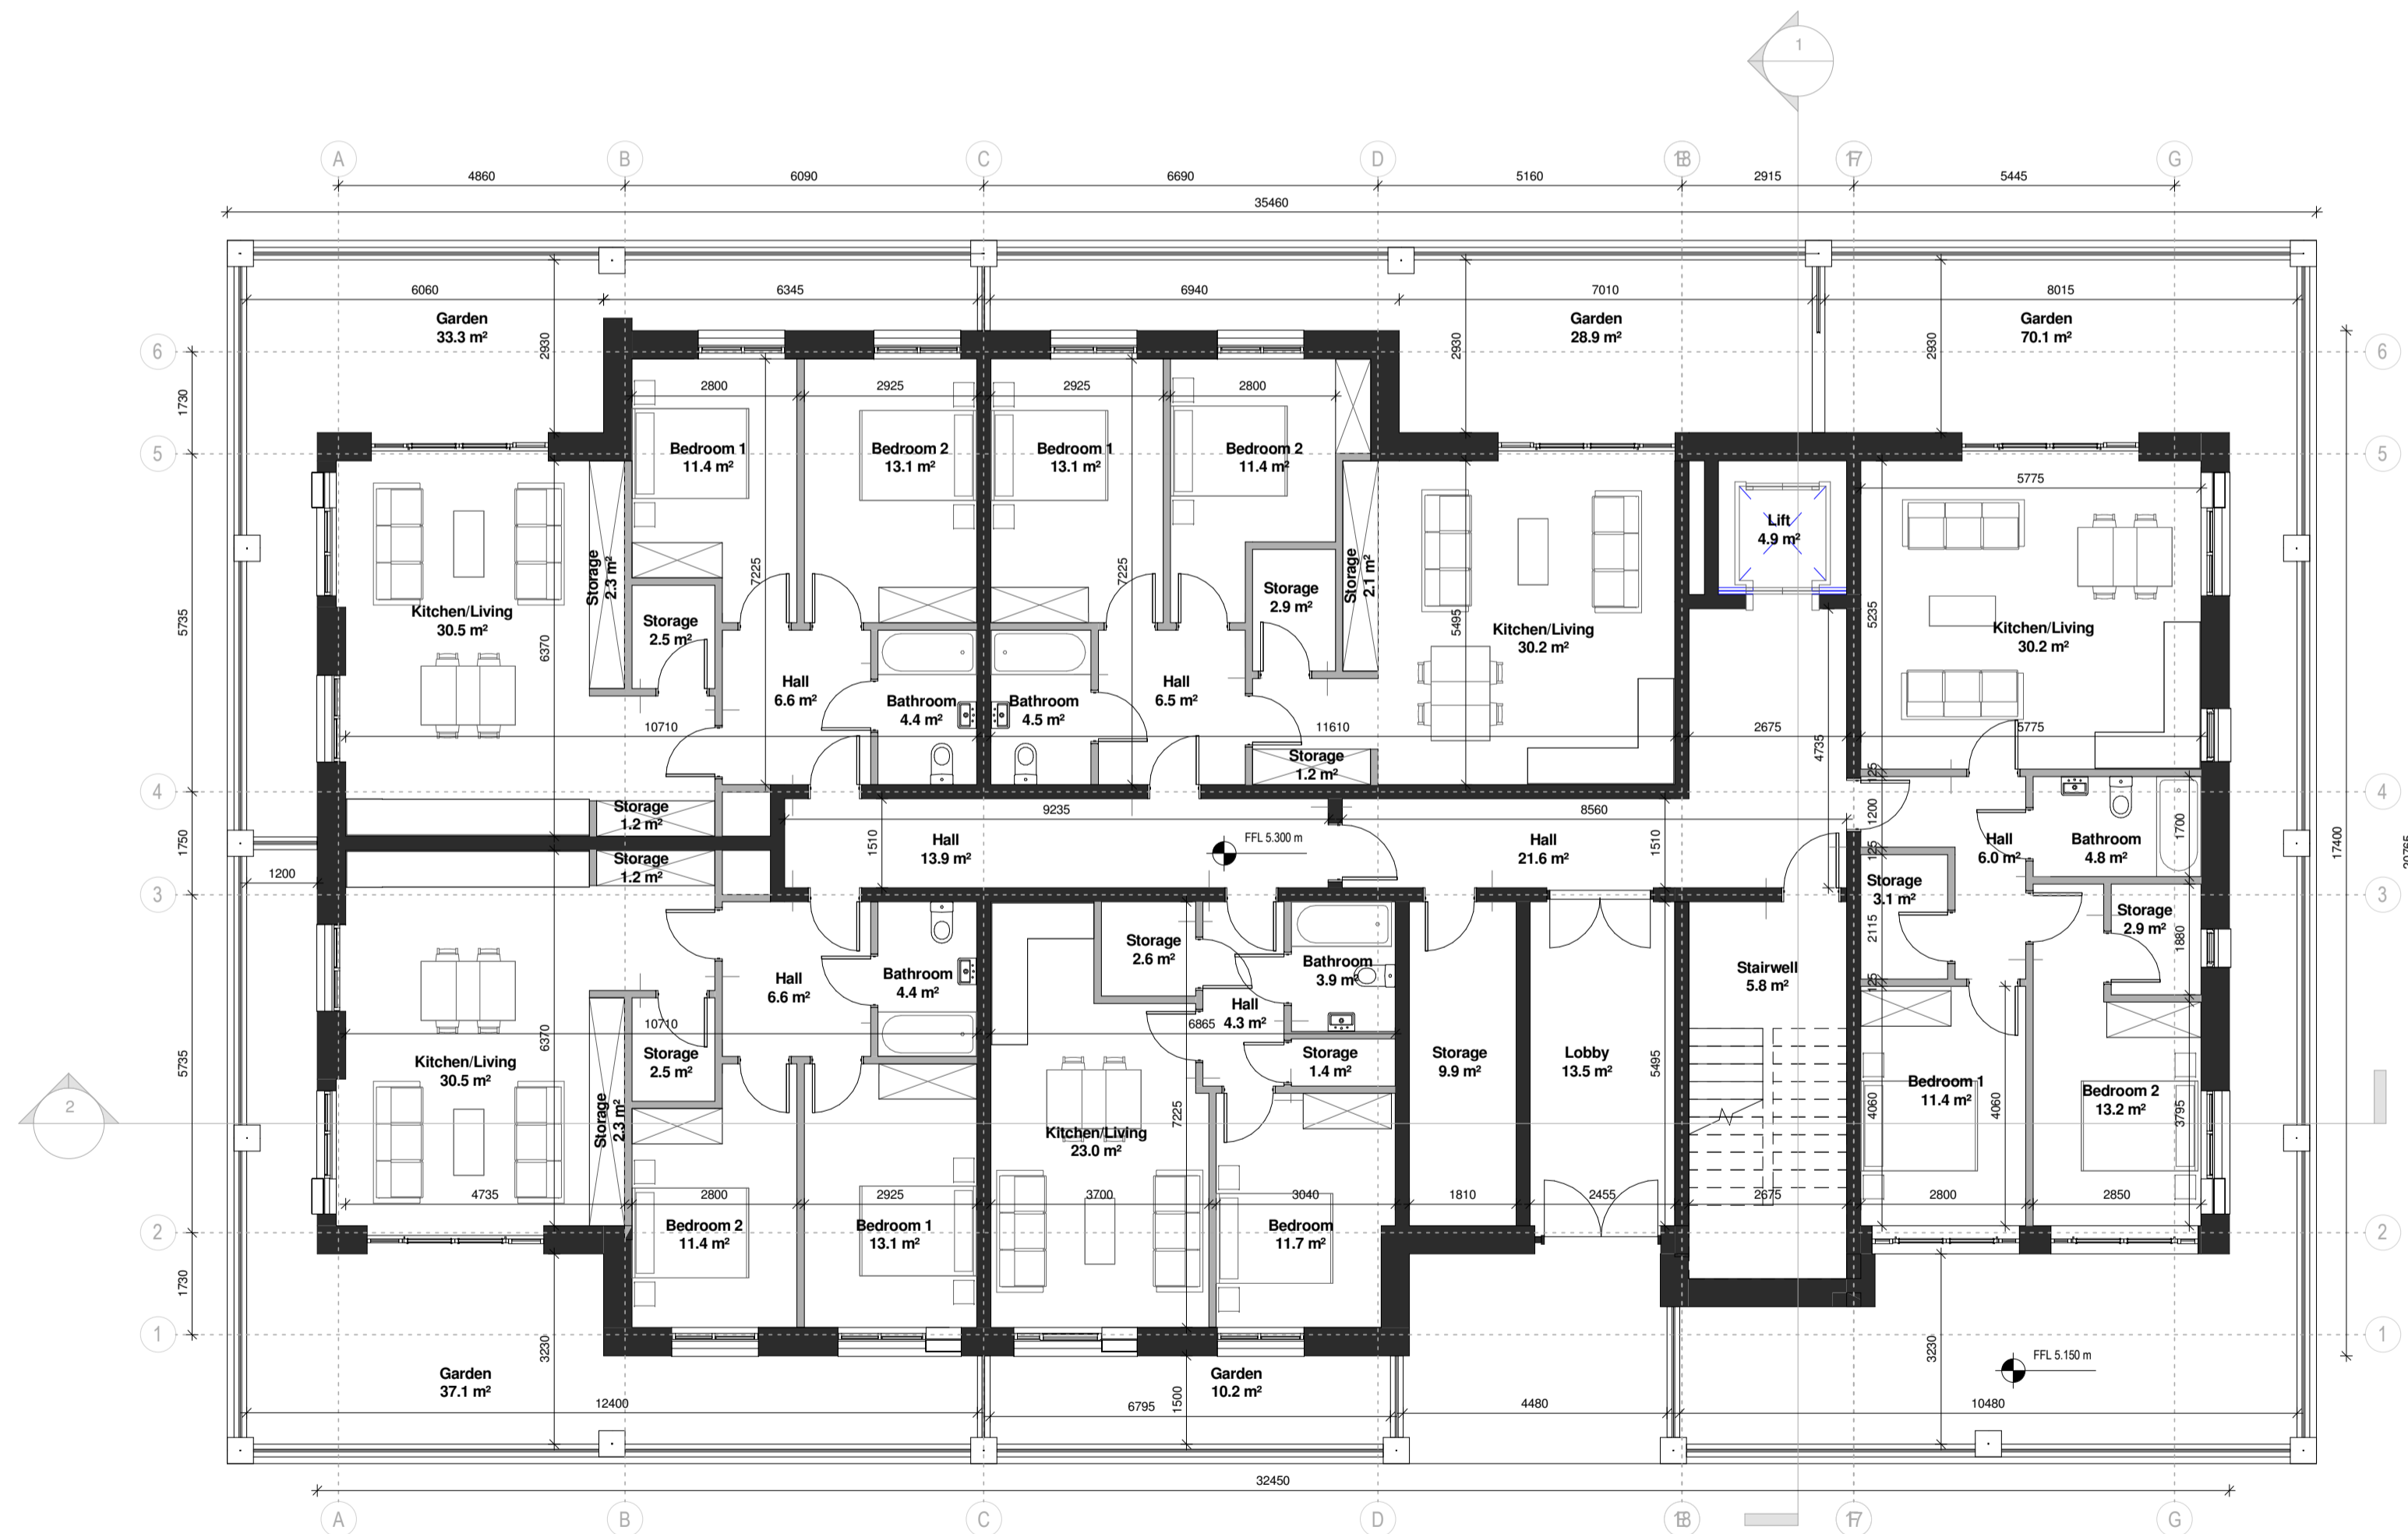 1
A
B
C
D
G
4860
6090
6690
5160
2915
5445
35460
6060
6345
6940
7010
8015
Garden
33.3 m²
2930
Garden
28.9 m²
2930
Garden
70.1 m²
2930
6
6
1730
2800
2925
2925
2800
5
5
Bedroom 1
11.4 m²
Bedroom 2
13.1 m²
Bedroom 1
13.1 m²
Bedroom 2
11.4 m²
5775
Lift
4.9 m²
Storage
2.3 m²
7225
7225
Storage
2.9 m²
Storage
2.1 m²
Kitchen/Living
30.5 m²
5735
6370
Storage
2.5 m²
5495
Kitchen/Living
30.2 m²
5235
Kitchen/Living
30.2 m²
Hall
6.6 m²
Bathroom
4.4 m²
Bathroom
4.5 m²
Hall
6.5 m²
10710
11610
2675
4735
5775
Storage
1.2 m²
125
4
4
Storage
1.2 m²
9235
8560
1200
17400
20765
1750
1510
Hall
13.9 m²
FFL 5.300 m
Hall
21.6 m²
1510
125
Hall
6.0 m²
Bathroom
4.8 m²
1700
Storage
1.2 m²
1200
3
3
Storage
3.1 m²
2115
Storage
2.9 m²
1880
Storage
2.6 m²
Bathroom
3.9 m²
Hall
6.6 m²
Bathroom
4.4 m²
Stairwell
5.8 m²
125
Hall
4.3 m²
10710
6865
6370
5735
Kitchen/Living
30.5 m²
Storage
2.5 m²
Storage
1.4 m²
Storage
9.9 m²
Lobby
13.5 m²
5495
2
Storage
2.3 m²
Kitchen/Living
23.0 m²
7225
4060
Bedroom 1
11.4 m²
4060
Bedroom 2
13.2 m²
3795
4735
2800
2925
3700
3040
1810
2455
2675
2800
2850
2
2
Bedroom 2
11.4 m²
Bedroom 1
13.1 m²
Bedroom
11.7 m²
1730
1
1
3230
3230
FFL 5.150 m
Garden
37.1 m²
Garden
10.2 m²
1500
12400
6795
4480
10480
32450
A
B
C
D
G